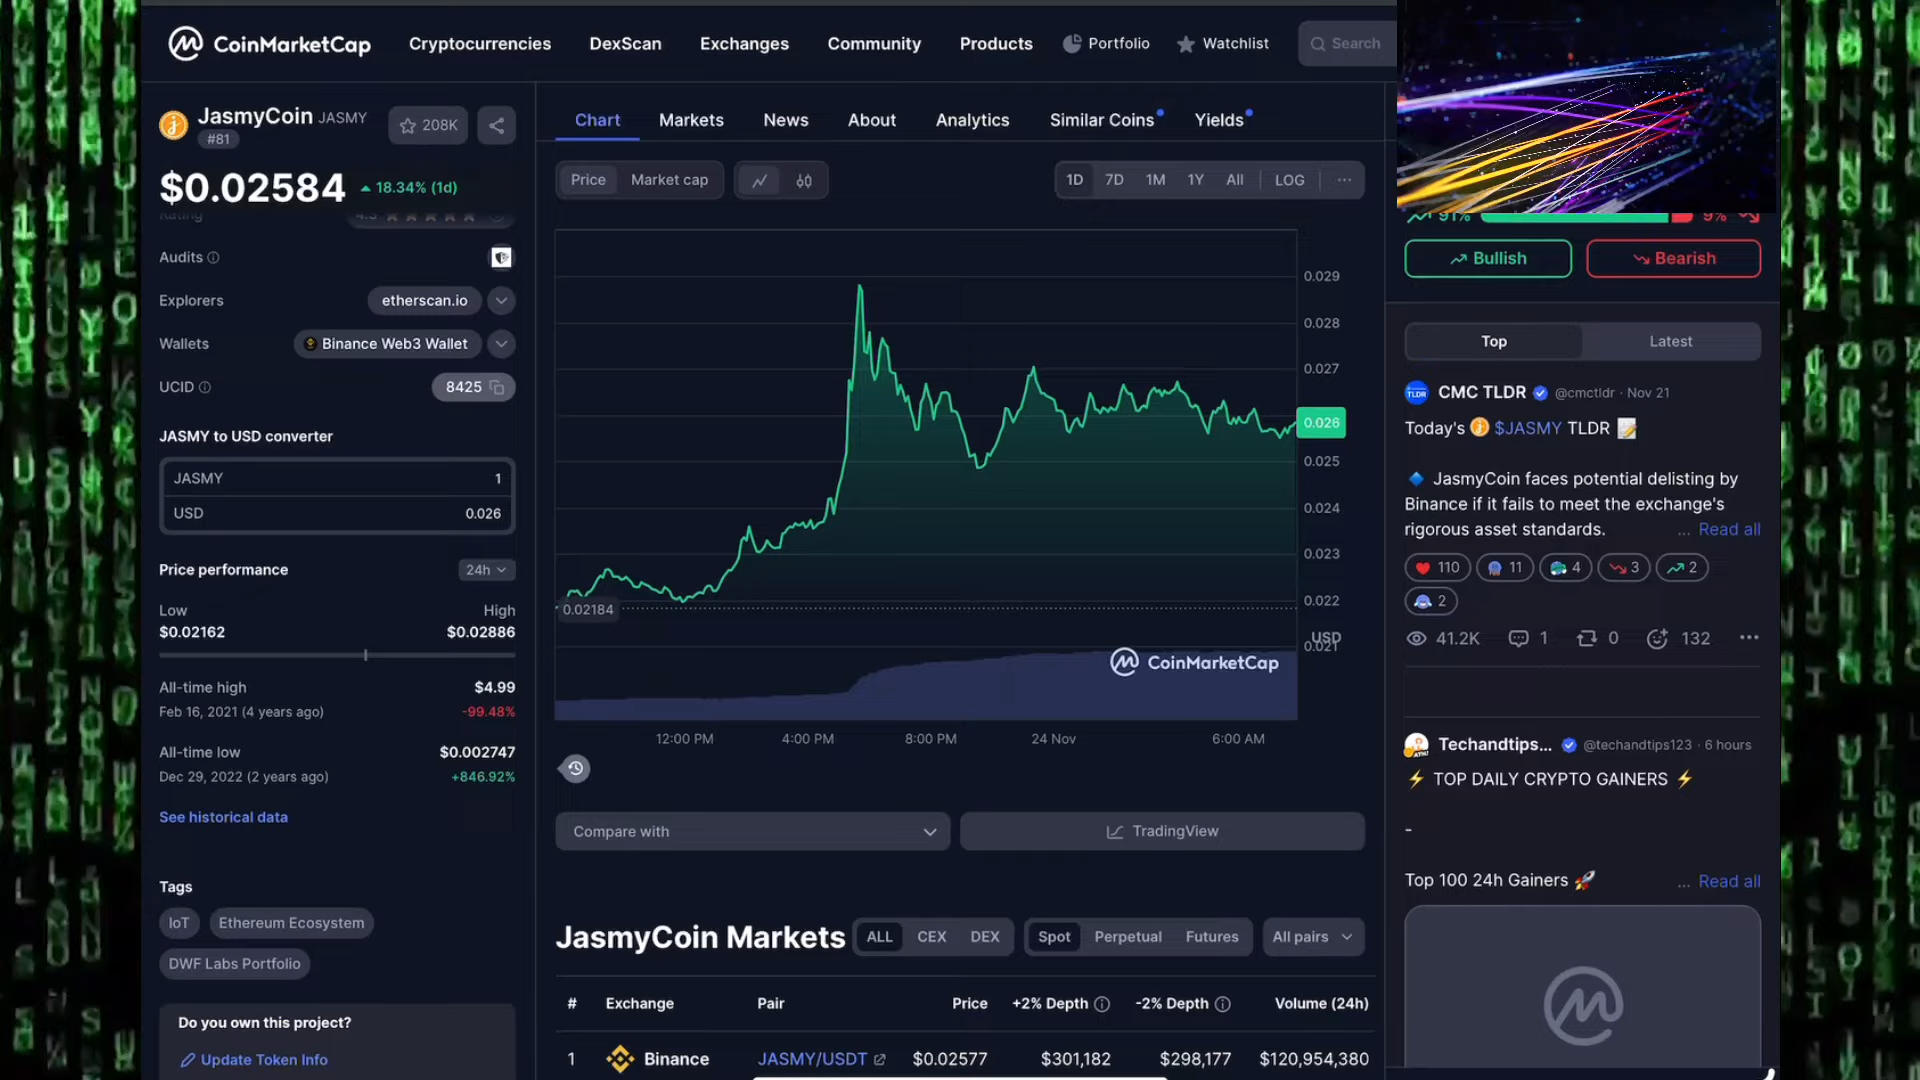 CoinMarketCap
Cryptocurrencies
DexScan
Exchanges
Community
Products
Portfolio
Watchlist
Search
JasmyCoin JASMY
#81
208K
$0.02584
18.34% (1d)
Rating
4.3
Audits
Explorers
etherscan.io
Wallets
Binance Web3 Wallet
UCID
8425
JASMY to USD converter
JASMY
1
USD
0.026
Price performance
24h
Low
High
$0.02162
$0.02886
All-time high
$4.99
Feb 16, 2021 (4 years ago)
-99.48%
All-time low
$0.002747
Dec 29, 2022 (2 years ago)
+846.92%
See historical data
Tags
IoT
Ethereum Ecosystem
DWF Labs Portfolio
Do you own this project?
Update Token Info
Chart
Markets
News
About
Analytics
Similar Coins
Yields
Price
Market cap
1D
7D
1M
1Y
All
LOG
0.029
0.028
0.027
0.026
0.025
0.024
0.023
0.022
0.021
USD
0.02184
CoinMarketCap
12:00 PM
4:00 PM
8:00 PM
24 Nov
6:00 AM
Compare with
TradingView
JasmyCoin Markets
ALL
CEX
DEX
Spot
Perpetual
Futures
All pairs
#
Exchange
Pair
Price
+2% Depth
-2% Depth
Volume (24h)
1
Binance
JASMY/USDT
$0.02577
$301,182
$298,177
$120,954,380
91%
9%
Bullish
Bearish
Top
Latest
TLDR
CMC TLDR @cmctldr · Nov 21
Today's $JASMY TLDR
JasmyCoin faces potential delisting by
Binance if it fails to meet the exchange's
rigorous asset standards.
... Read all
110
11
4
3
2
2
41.2K
1
0
132
Techandtips... @techandtips123 · 6 hours
⚡ TOP DAILY CRYPTO GAINERS ⚡
-
Top 100 24h Gainers 🚀
... Read all